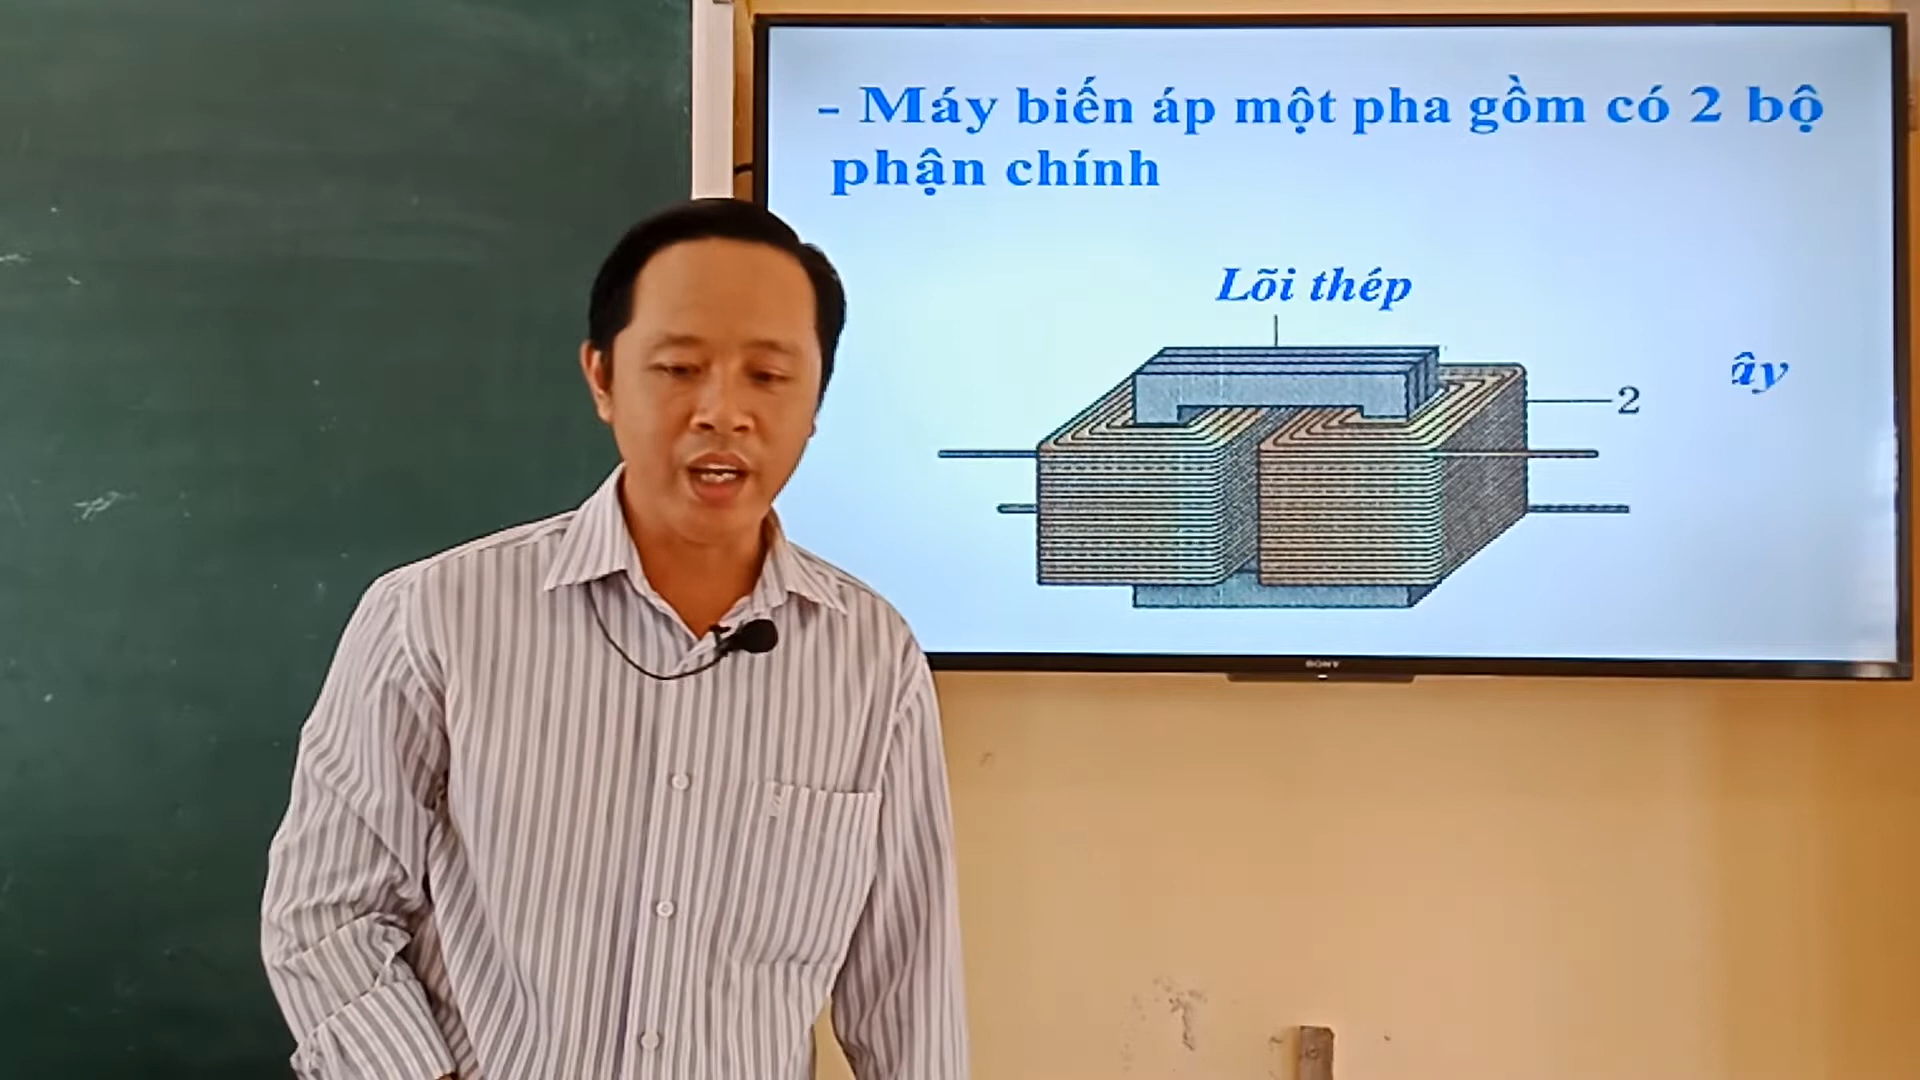 - Máy biến áp một pha gồm có 2 bộ
phận chính
Lõi thép
ây
2
SONY